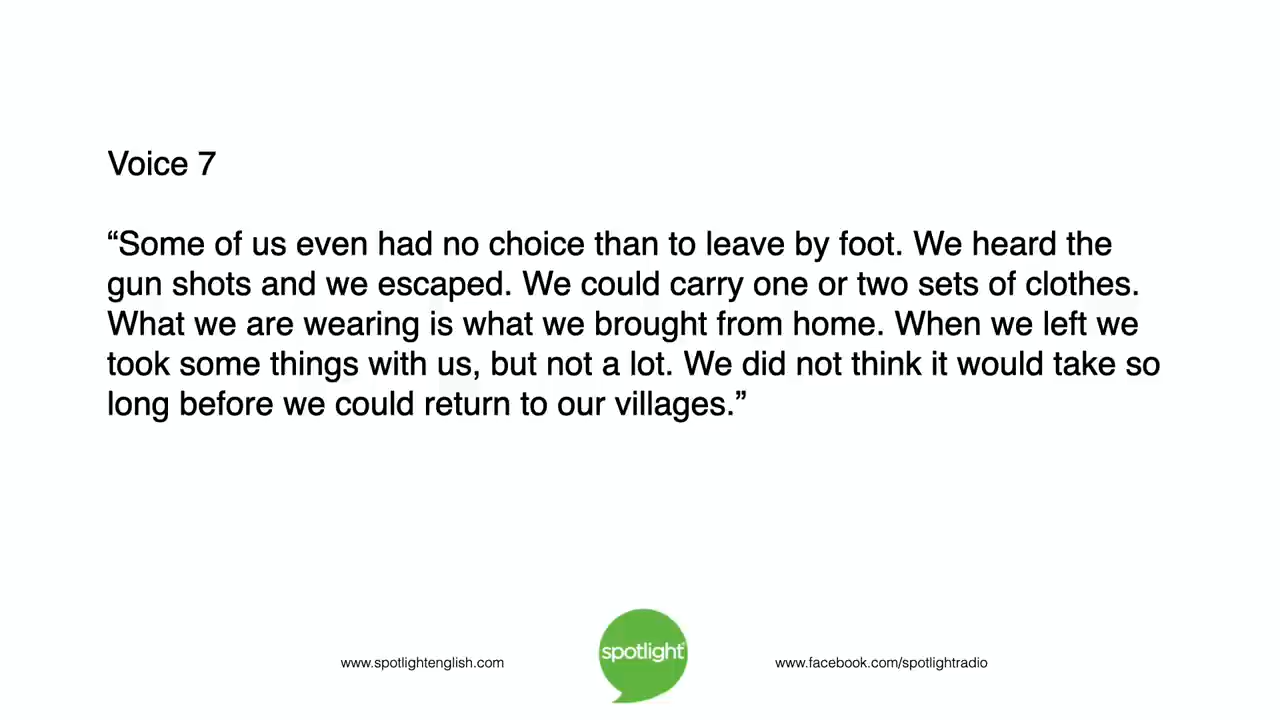 Voice 7
“Some of us even had no choice than to leave by foot. We heard the
gun shots and we escaped. We could carry one or two sets of clothes.
What we are wearing is what we brought from home. When we left we
took some things with us, but not a lot. We did not think it would take so
long before we could return to our villages.”
www.spotlightenglish.com
spotlight
www.facebook.com/spotlightradio